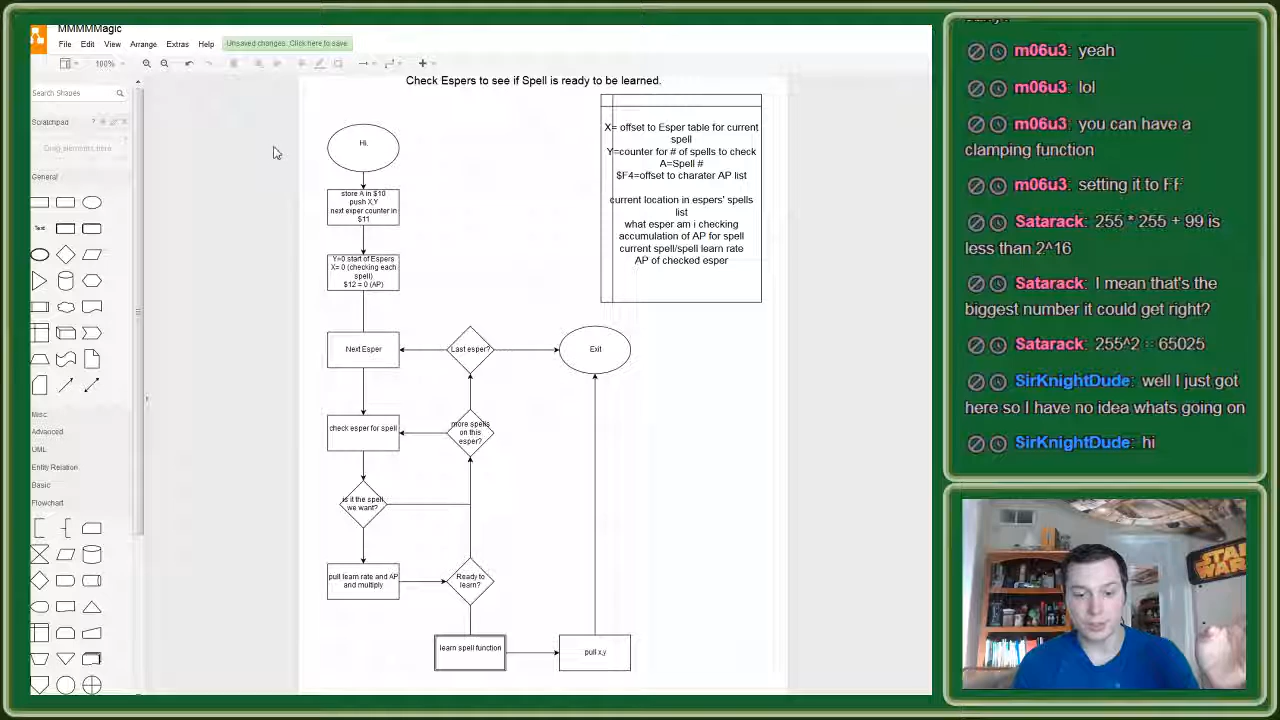 MMMMMagic
File Edit View Arrange Extras Help Unsaved changes. Click here to save
100%
Search Shapes
Scratchpad
Drag elements here
General
Text
Misc
Advanced
UML
Entity Relation
Basic
Flowchart
Check Espers to see if Spell is ready to be learned.
Hi.
store A in $10
push X,Y
next esper counter in
$11
Y=0 start of Espers
X= 0 (checking each
spell)
$12 = 0 (AP)
Next Esper
Last esper?
Exit
check esper for spell
more spells
on this
esper?
is it the spell
we want?
pull learn rate and AP
and multiply
Ready to
learn?
learn spell function
pull x,y
X= offset to Esper table for current
spell
Y=counter for # of spells to check
A=Spell #
$F4=offset to charater AP list
current location in espers' spells
list
what esper am i checking
accumulation of AP for spell
current spell/spell learn rate
AP of checked esper
m06u3: yeah
m06u3: lol
m06u3: you can have a
clamping function
m06u3: setting it to FF
Satarack: 255 * 255 + 99 is
less than 2^16
Satarack: I mean that's the
biggest number it could get right?
Satarack: 255^2 = 65025
SirKnightDude: well I just got
here so I have no idea whats going on
SirKnightDude: hi
STAR
WARS